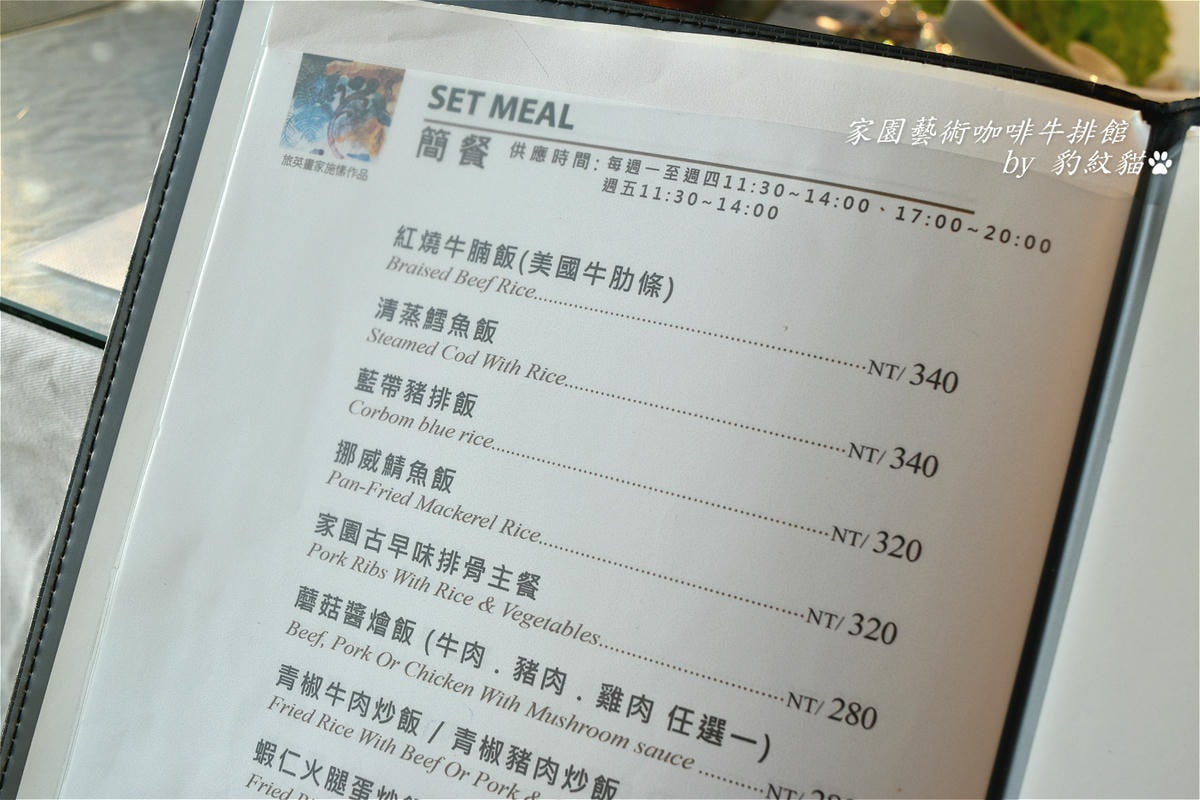 家園藝術咖啡牛排館
by 豹紋貓
SET MEAL
簡餐
供應時間: 每週一至週四11:30~14:00、17:00~20:00
週五11:30~14:00
旅英畫家施愫作品
紅燒牛腩飯(美國牛肋條)
Braised Beef Rice NT/ 340
清蒸鱈魚飯
Steamed Cod With Rice NT/ 340
藍帶豬排飯
Corbom blue rice NT/ 320
挪威鯖魚飯
Pan-Fried Mackerel Rice NT/ 320
家園古早味排骨主餐
Pork Ribs With Rice & Vegetables NT/ 280
蘑菇醬燴飯 (牛肉．豬肉．雞肉 任選一)
Beef, Pork Or Chicken With Mushroom sauce NT/
青椒牛肉炒飯 / 青椒豬肉炒飯
Fried Rice With Beef Or Pork &
蝦仁火腿蛋炒
Fried